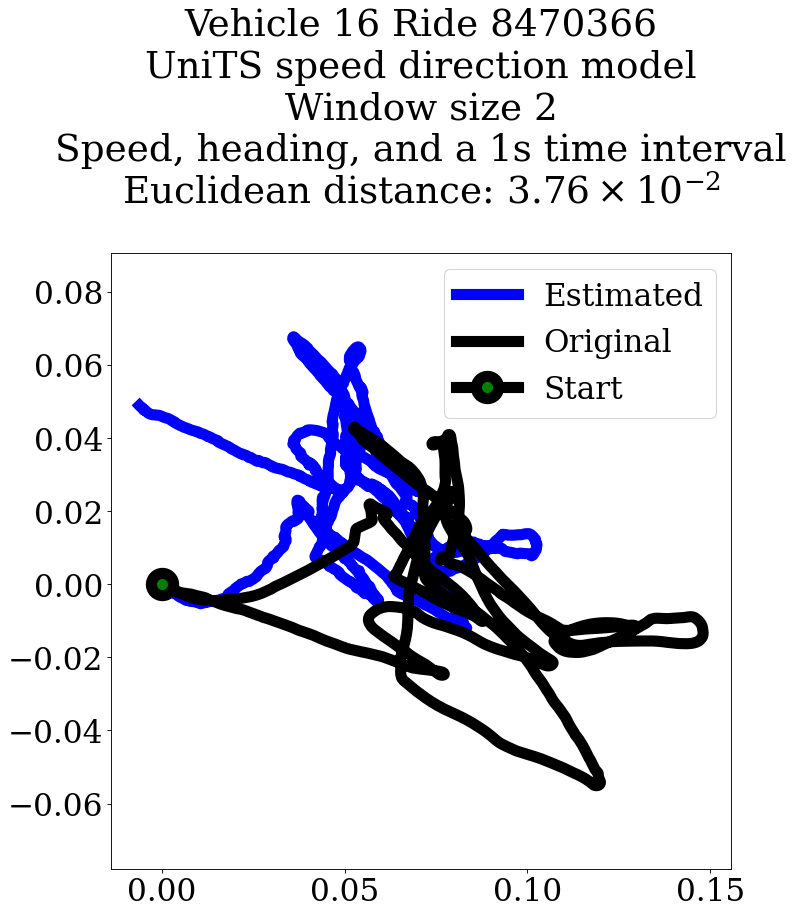 Vehicle 16 Ride 8470366
UniTS speed direction model
Window size 2
Speed, heading, and a 1s time interval
Euclidean distance: 3.76 × 10⁻²
Estimated
Original
Start
0.08
0.06
0.04
0.02
0.00
−0.02
−0.04
−0.06
0.00 0.05 0.10 0.15